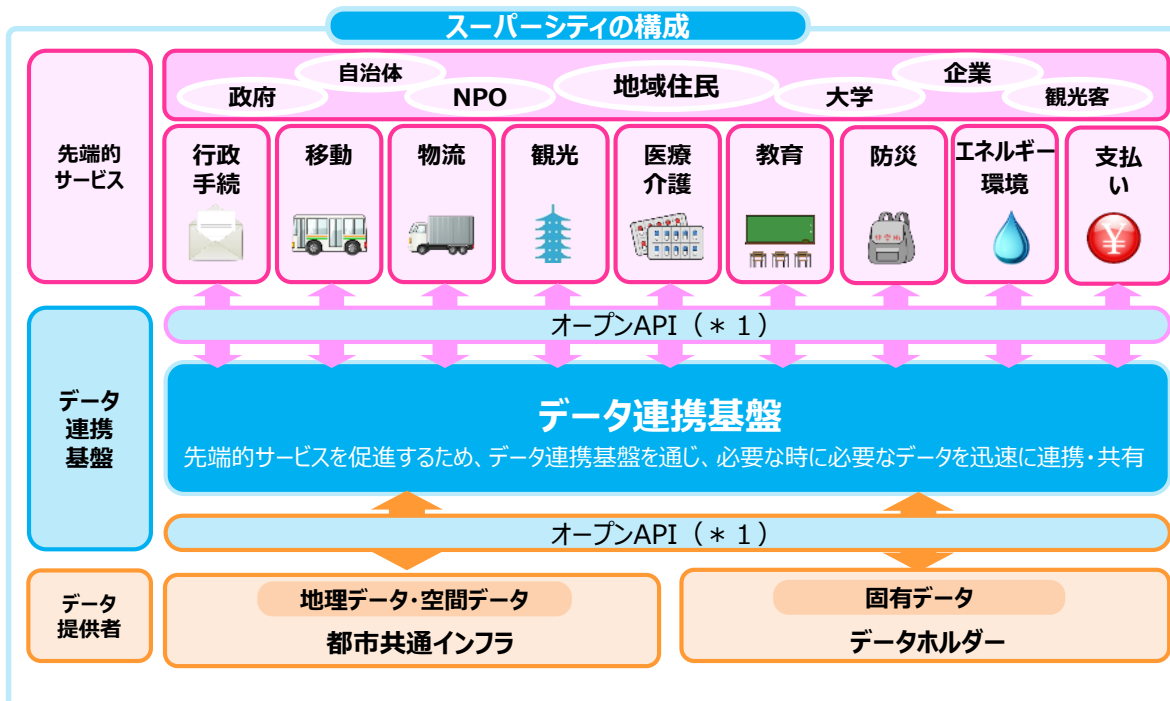 スーパーシティの構成
先端的
サービス
政府
自治体
NPO
地域住民
大学
企業
観光客
行政
手続
移動
物流
観光
医療
介護
教育
防災
エネルギー
環境
支払
い
データ
連携
基盤
オープンAPI(*1)
データ連携基盤
先端的サービスを促進するため、データ連携基盤を通じ、必要な時に必要なデータを迅速に連携・共有
オープンAPI(*1)
データ
提供者
地理データ・空間データ
都市共通インフラ
固有データ
データホルダー